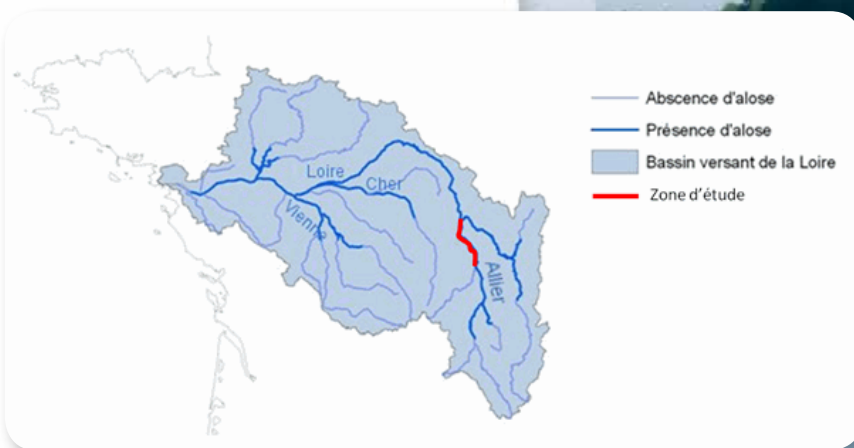 Abscence d'alose
Présence d'alose
Bassin versant de la Loire
Zone d'étude
Loire
Cher
Vienne
Allier